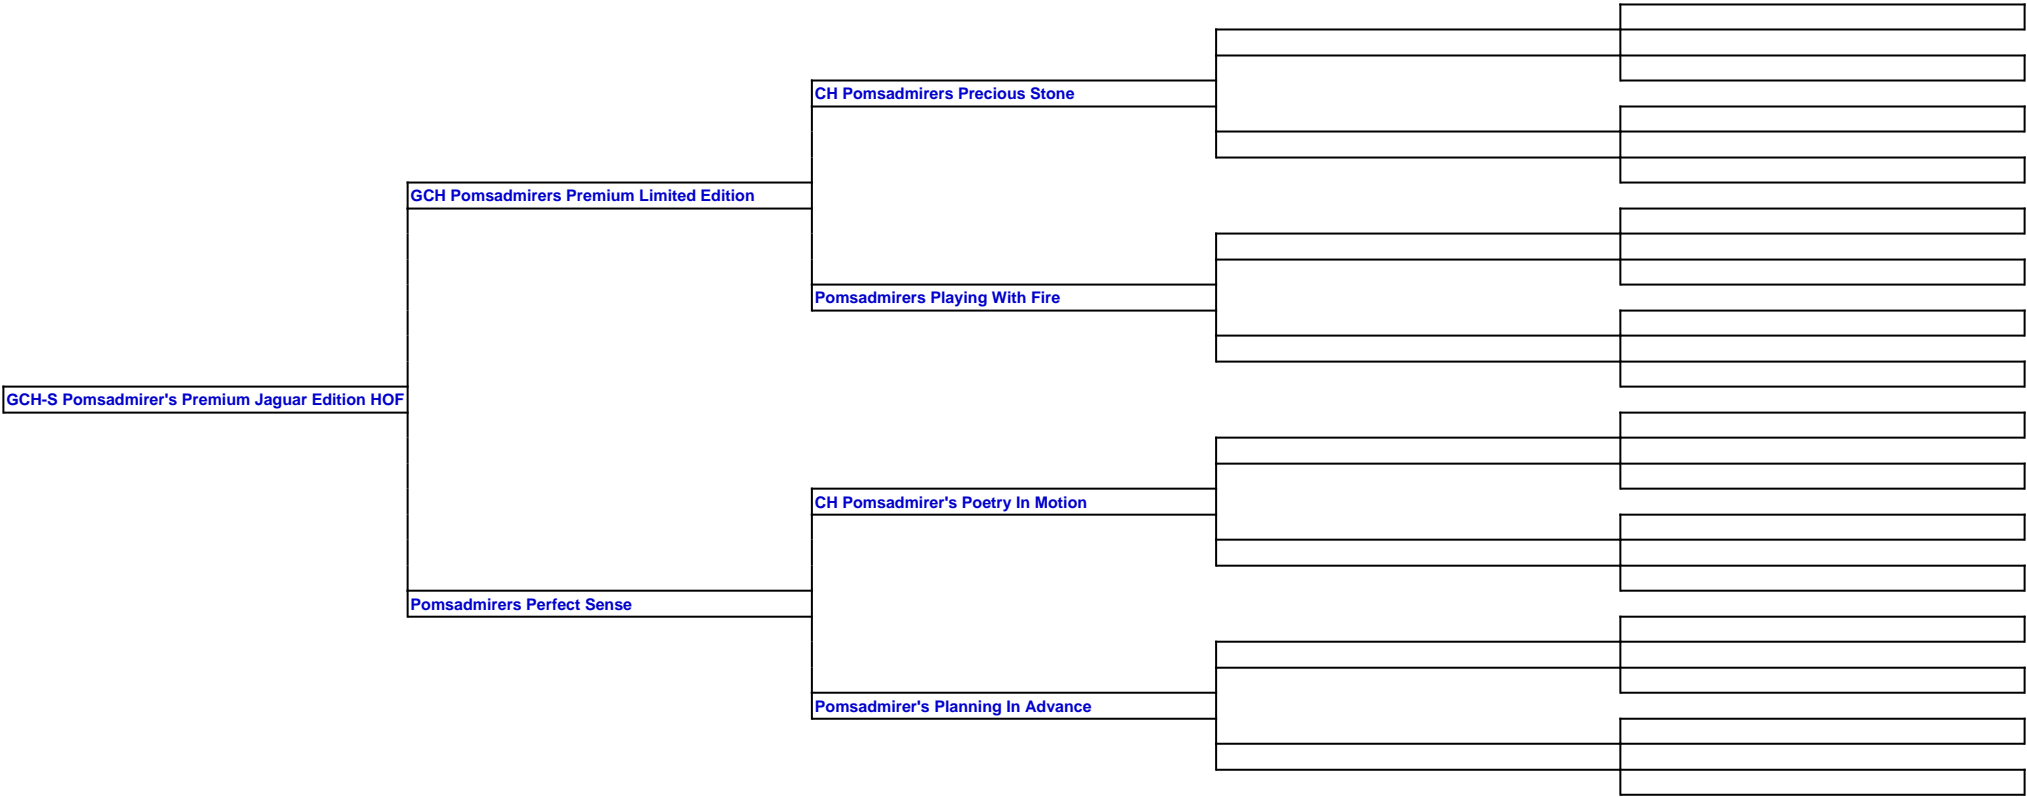 CH Pomsadmirers Precious Stone
GCH Pomsadmirers Premium Limited Edition
Pomsadmirers Playing With Fire
GCH-S Pomsadmirer's Premium Jaguar Edition HOF
CH Pomsadmirer's Poetry In Motion
Pomsadmirers Perfect Sense
Pomsadmirer's Planning In Advance